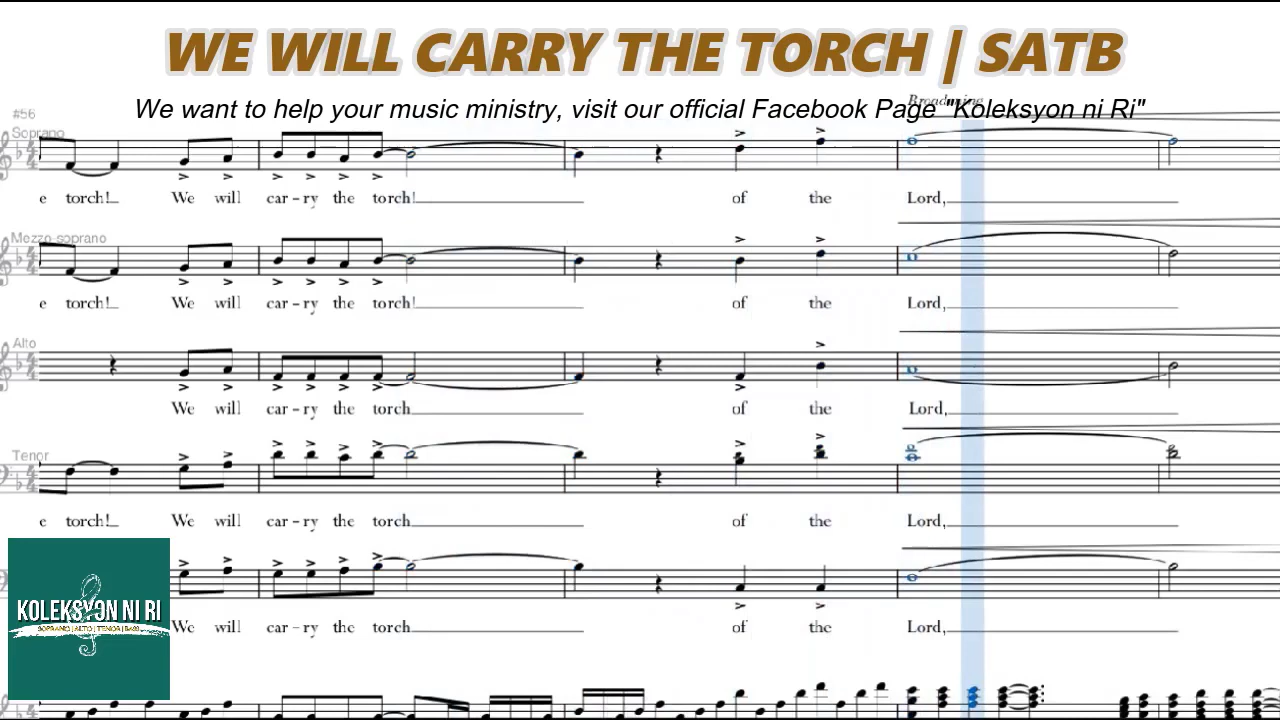 WE WILL CARRY THE TORCH | SATB
We want to help your music ministry, visit our official Facebook Page "Koleksyon ni Ri"
#56
Soprano
e torch! We will car - ry the torch! of the Lord,
Mezzo-soprano
e torch! We will car - ry the torch! of the Lord,
Alto
We will car - ry the torch of the Lord,
Tenor
e torch! We will car - ry the torch of the Lord,
We will car - ry the torch of the Lord,
KOLEKSYON NI RI
SOPRANO | ALTO | TENOR | BASS